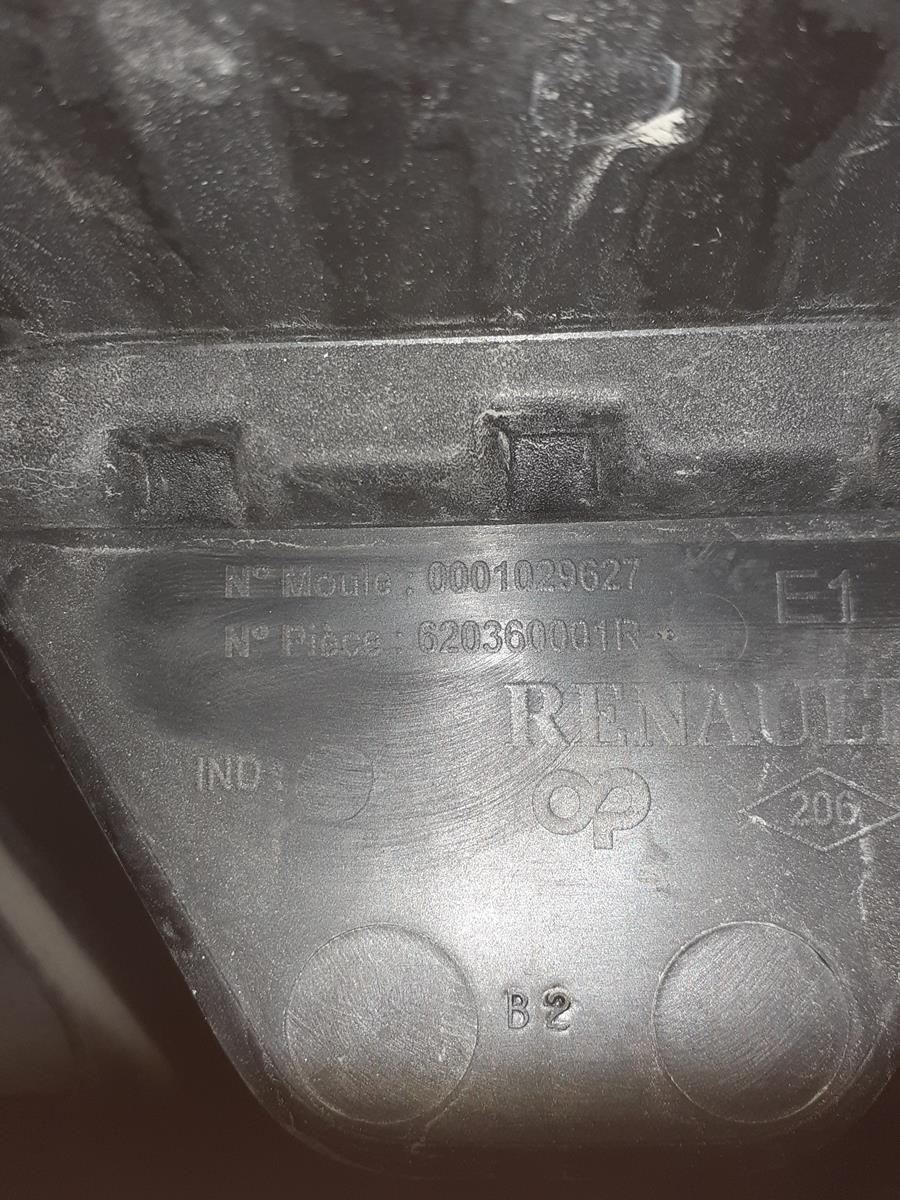 N° Moule : 0001029627
E1
N° Pièce : 620360001R
RENAULT
IND :
OP
206
B2